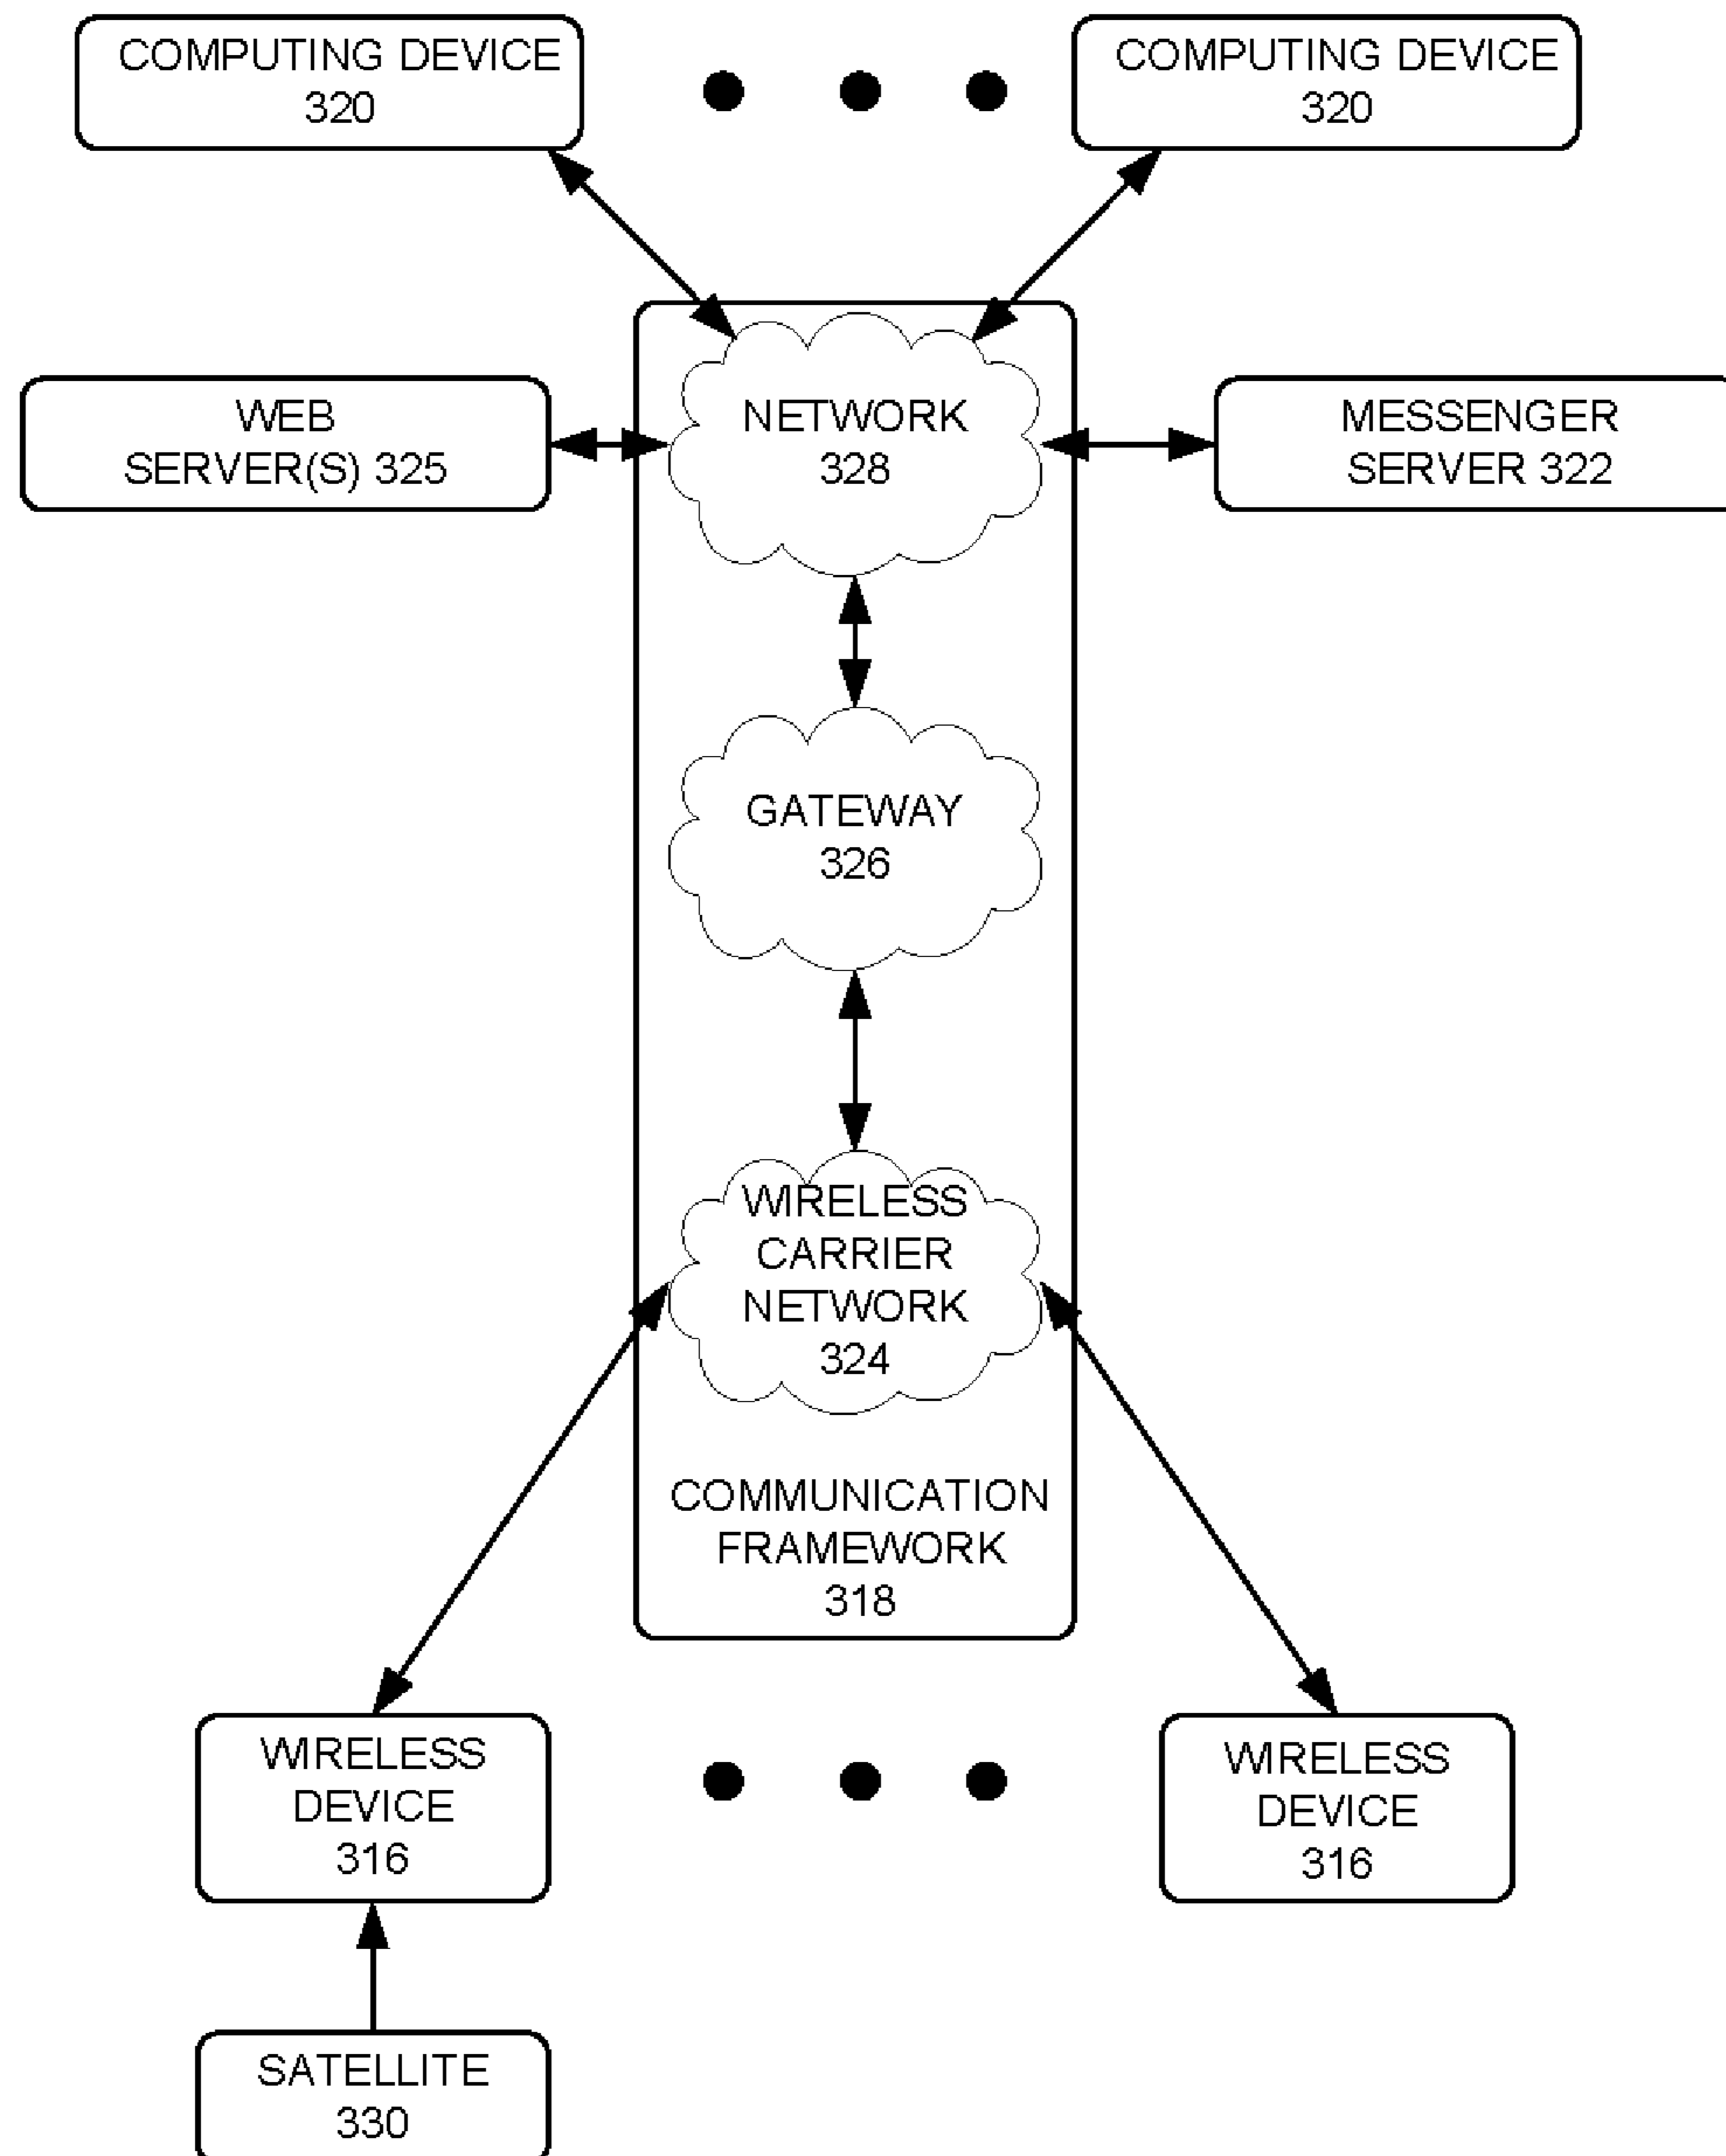 COMPUTING DEVICE
320
COMPUTING DEVICE
320
WEB
SERVER(S) 325
NETWORK
328
MESSENGER
SERVER 322
GATEWAY
326
WIRELESS
CARRIER
NETWORK
324
COMMUNICATION
FRAMEWORK
318
WIRELESS
DEVICE
316
WIRELESS
DEVICE
316
SATELLITE
330